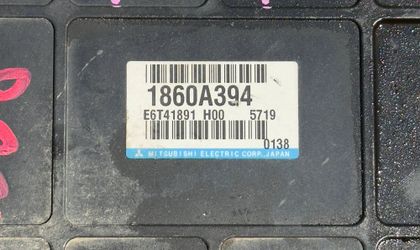 1860A394
E6T41891 H00 5719
0138
MITSUBISHI ELECTRIC CORP. JAPAN